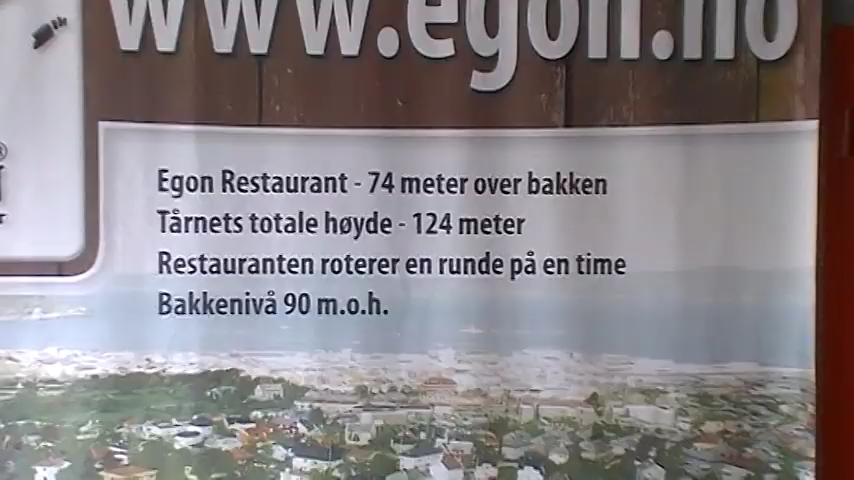 www.egon.no
Egon Restaurant - 74 meter over bakken
Tårnets totale høyde - 124 meter
Restauranten roterer en runde på en time
Bakkenivå 90 m.o.h.